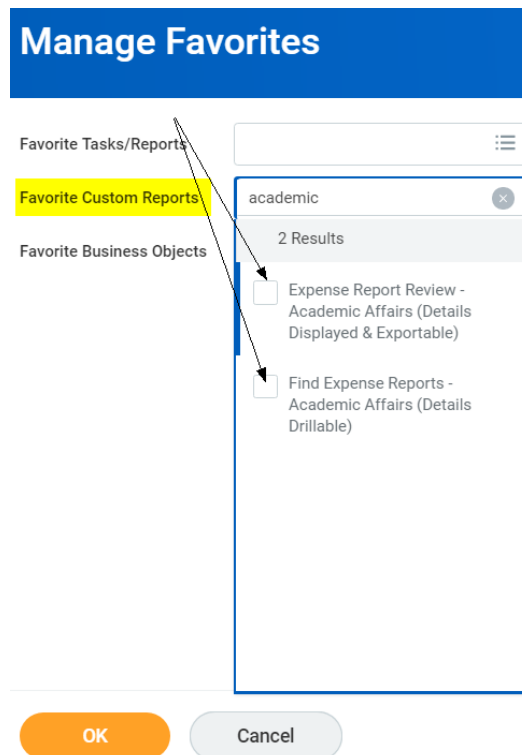 Manage Favorites
Favorite Tasks/Reports
Favorite Custom Reports
academic
2 Results
Favorite Business Objects
Expense Report Review -
Academic Affairs (Details
Displayed & Exportable)
Find Expense Reports -
Academic Affairs (Details
Drillable)
OK
Cancel